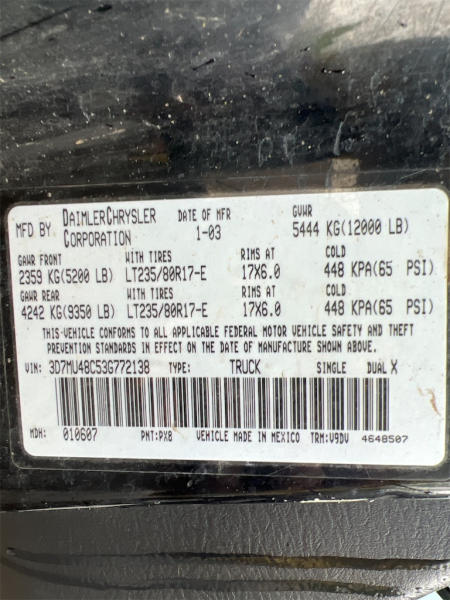 MFD BY DAIMLERCHRYSLER CORPORATION DATE OF MFR 1-03 GVWR 5444 KG(12000 LB)
GAWR FRONT WITH TIRES RIMS AT COLD
2359 KG(5200 LB) LT235/80R17-E 17X6.0 448 KPA(65 PSI)
GAWR REAR WITH TIRES RIMS AT COLD
4242 KG(9350 LB) LT235/80R17-E 17X6.0 448 KPA(65 PSI)
THIS-VEHICLE CONFORMS TO ALL APPLICABLE FEDERAL MOTOR VEHICLE SAFETY AND THEFT
PREVENTION STANDARDS IN EFFECT ON THE DATE OF MANUFACTURE SHOWN ABOVE.
VIN: 3D7MU48C53G772138 TYPE: TRUCK SINGLE DUAL X
MDH: 010607 PNT:PX8 VEHICLE MADE IN MEXICO TRM:V9DV 4648507